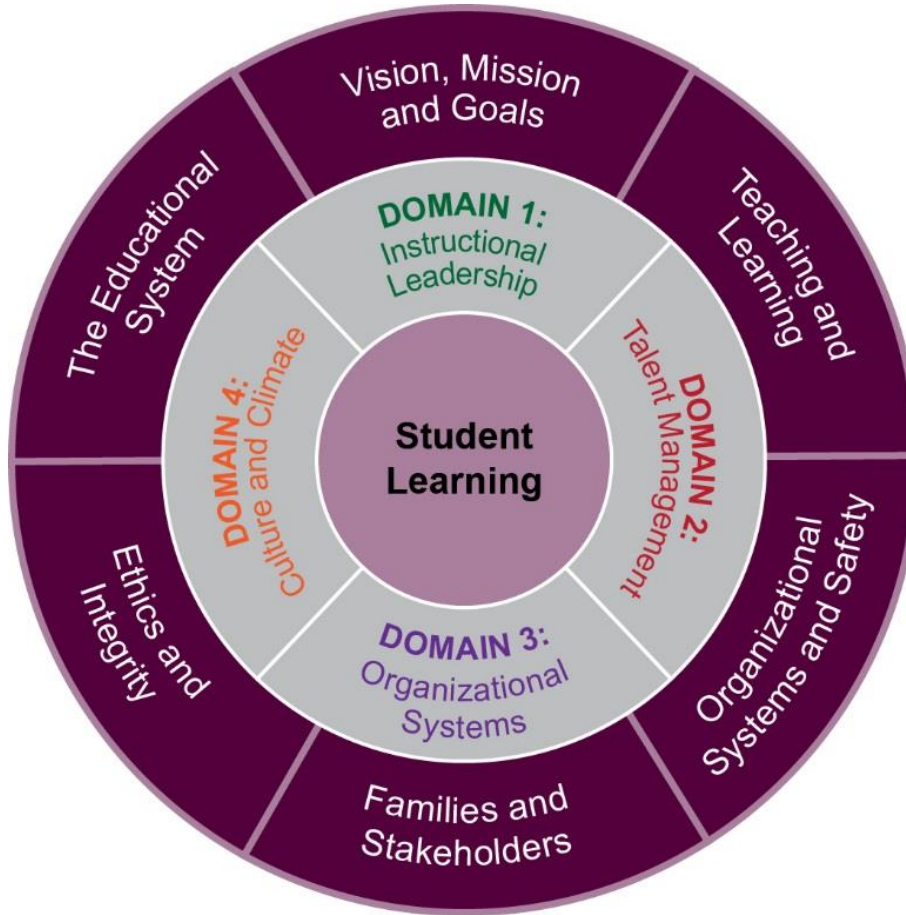 Vision, Mission
and Goals
Teaching and
Learning
Organizational
Systems and Safety
Families and
Stakeholders
Ethics and
Integrity
The Educational
System
DOMAIN 1:
Instructional
Leadership
DOMAIN 2:
Talent Management
DOMAIN 3:
Organizational
Systems
DOMAIN 4:
Culture and Climate
Student
Learning